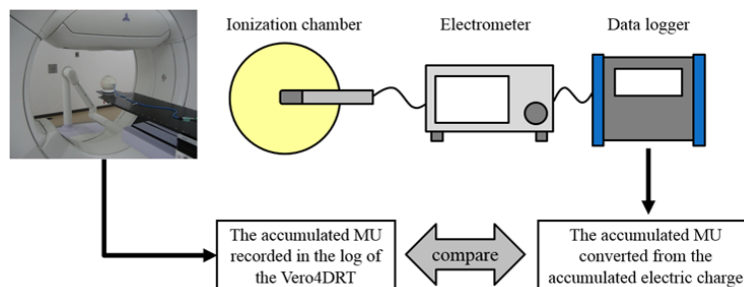 Ionization chamber
Electrometer
Data logger
The accumulated MU
recorded in the log of
the Vero4DRT
compare
The accumulated MU
converted from the
accumulated electric charge